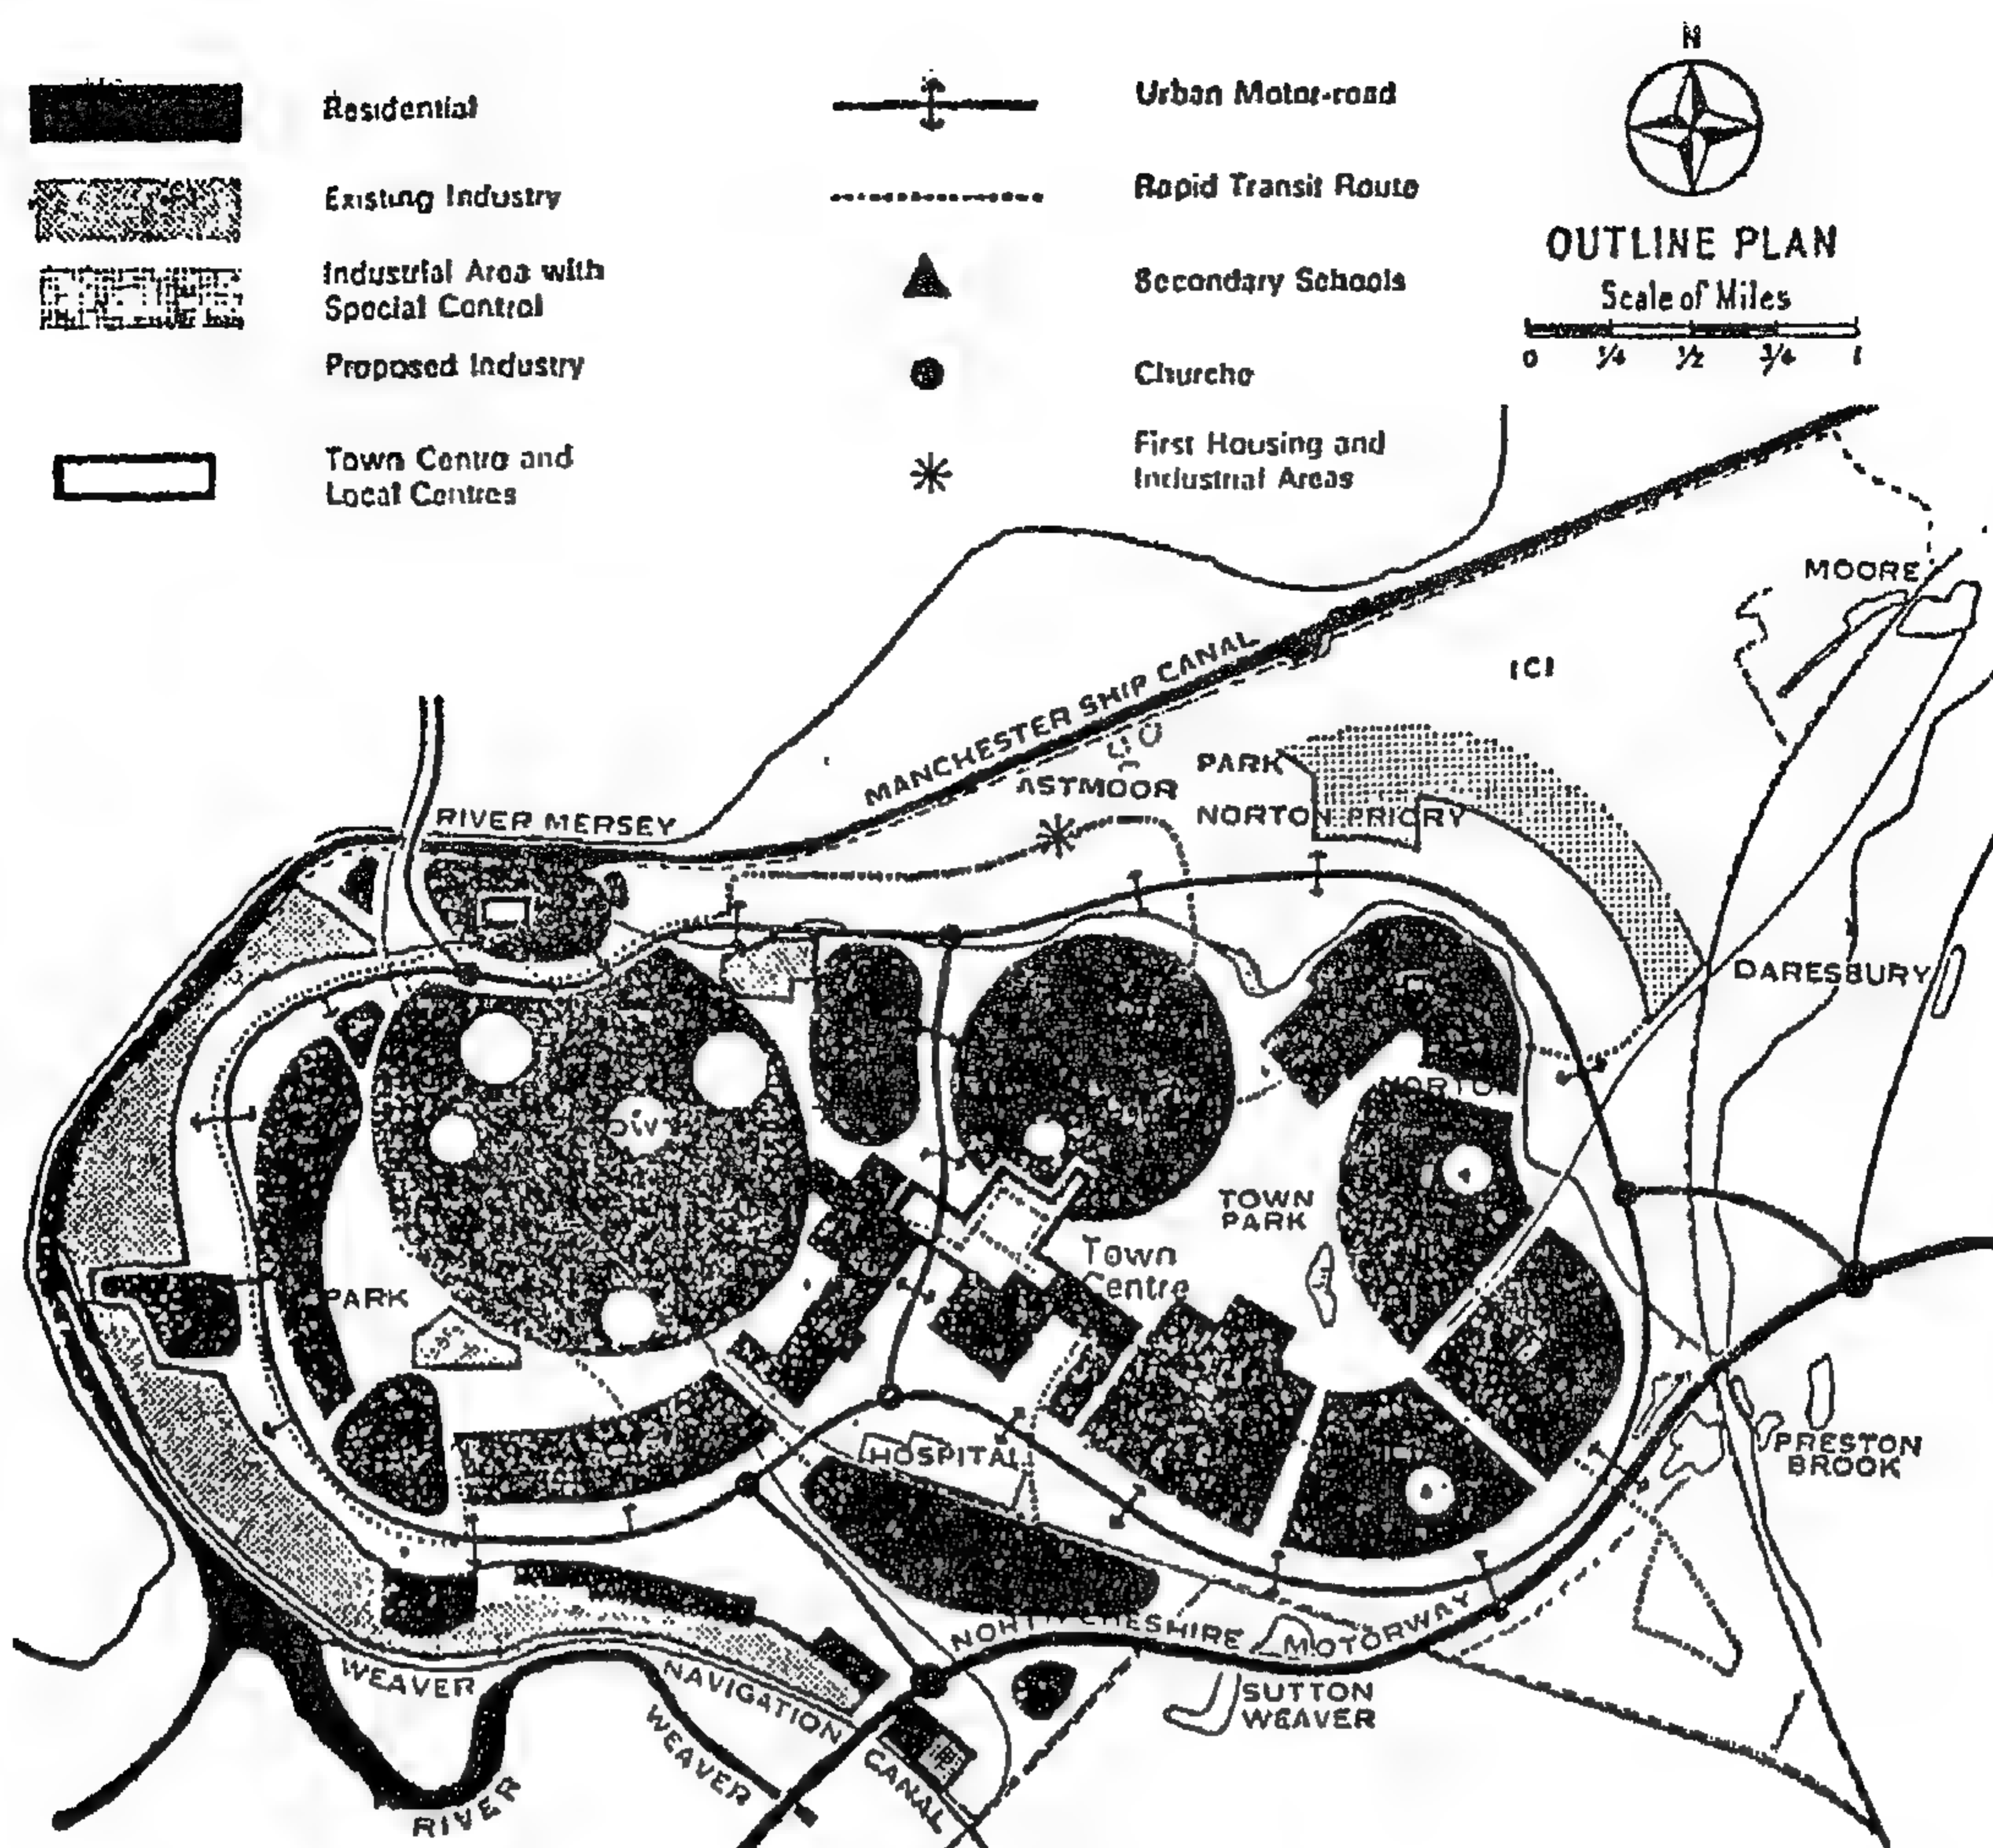 Residential
Existing Industry
Industrial Area with
Special Control
Proposed Industry
Town Centre and
Local Centres
Urban Motor-road
Rapid Transit Route
Secondary Schools
Churche
First Housing and
Industrial Areas
N
OUTLINE PLAN
Scale of Miles
0 1/4 1/2 3/4 1
MOORE
ICI
MANCHESTER SHIP CANAL
ASTMOOR
PARK
NORTON PRIORY
RIVER MERSEY
DARESBURY
NORTON
TOWN
PARK
Town
Centre
PARK
HOSPITAL
PRESTON
BROOK
NORTH CHESHIRE MOTORWAY
SUTTON
WEAVER
WEAVER NAVIGATION CANAL
RIVER WEAVER